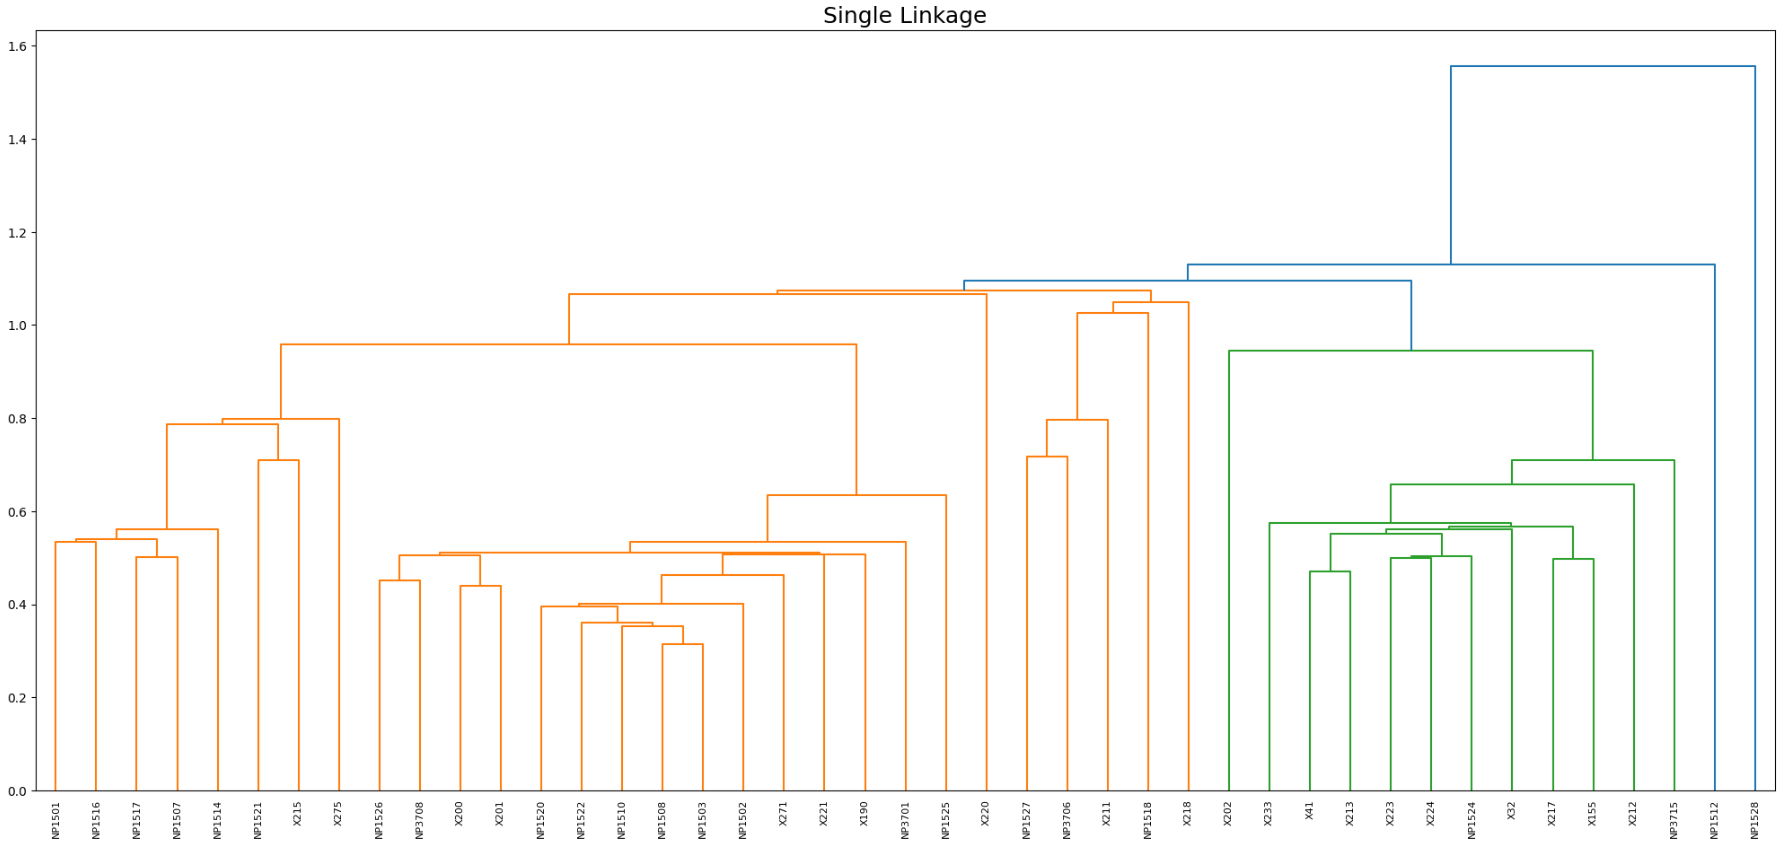 Single Linkage
1.6
1.4
1.2
1.0
0.8
0.6
0.4
0.2
0.0
NP1501
NP1516
NP1517
NP1507
NP1514
NP1521
X215
X275
NP1526
NP3708
X200
X201
NP1520
NP1522
NP1510
NP1508
NP1503
NP1502
X271
X221
X190
NP3701
NP1525
X220
NP1527
NP3706
X211
NP1518
X218
X202
X233
X41
X213
X223
X224
NP1524
X32
X217
X155
X212
NP3715
NP1512
NP1528